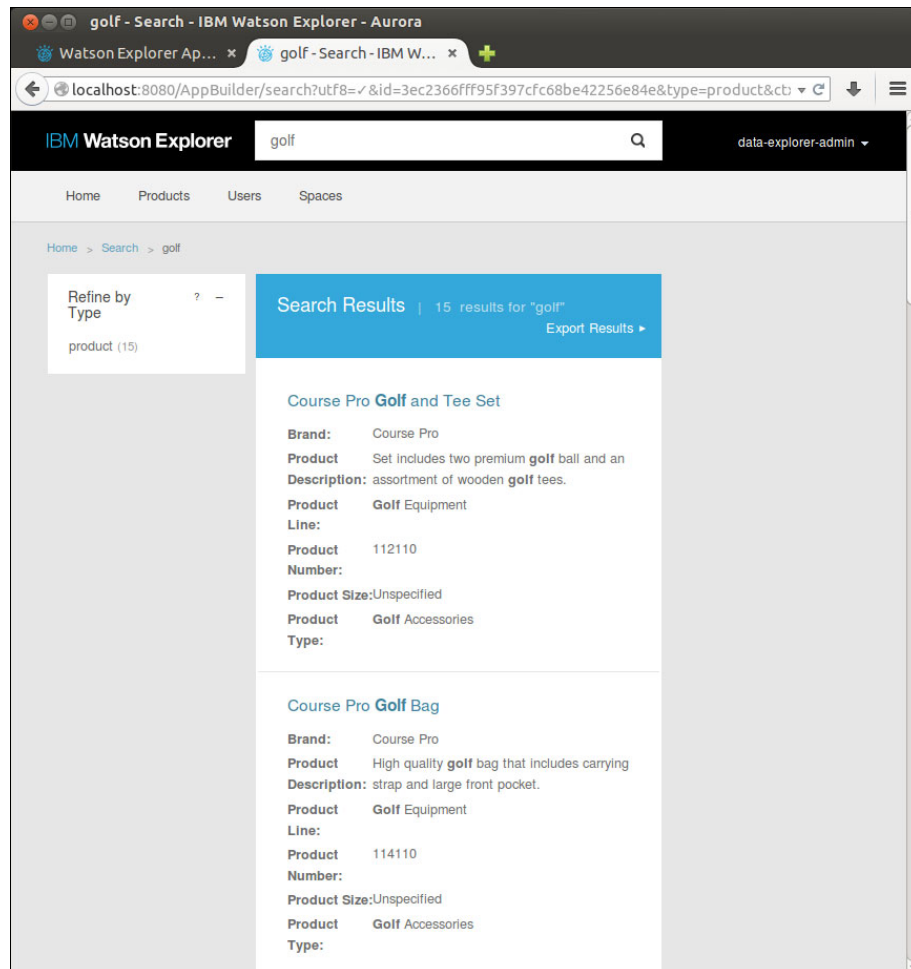 golf - Search - IBM Watson Explorer - Aurora
Watson Explorer Ap... × golf - Search - IBM W... ×
localhost:8080/AppBuilder/search?utf8=✓&id=3ec2366fff95f397cfc68be42256e84e&type=product&ct
IBM Watson Explorer golf data-explorer-admin
Home Products Users Spaces
Home > Search > golf
Refine by ? –
Type
product (15)
Search Results | 15 results for "golf"
Export Results ▸
Course Pro Golf and Tee Set
Brand: Course Pro
Product Set includes two premium golf ball and an
Description: assortment of wooden golf tees.
Product Golf Equipment
Line:
Product 112110
Number:
Product Size:Unspecified
Product Golf Accessories
Type:
Course Pro Golf Bag
Brand: Course Pro
Product High quality golf bag that includes carrying
Description: strap and large front pocket.
Product Golf Equipment
Line:
Product 114110
Number:
Product Size:Unspecified
Product Golf Accessories
Type: